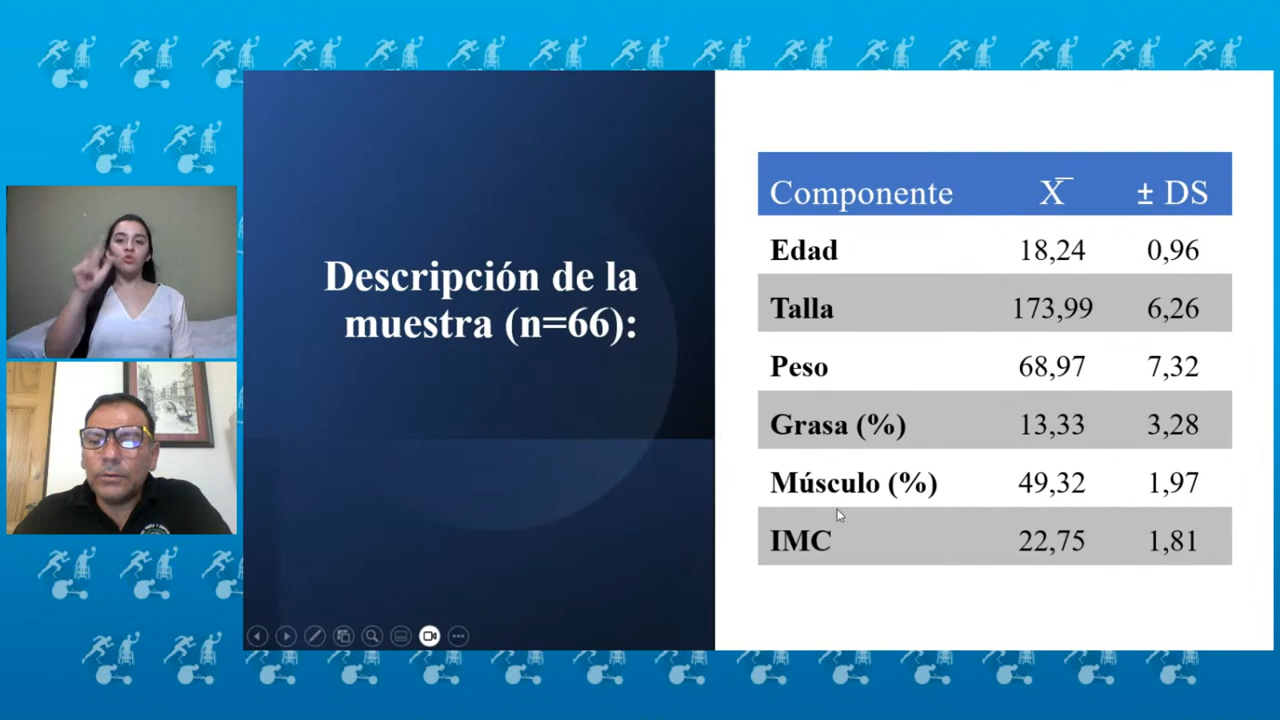 Descripción de la
muestra (n=66):
Componente X̅ ± DS
Edad 18,24 0,96
Talla 173,99 6,26
Peso 68,97 7,32
Grasa (%) 13,33 3,28
Músculo (%) 49,32 1,97
IMC 22,75 1,81